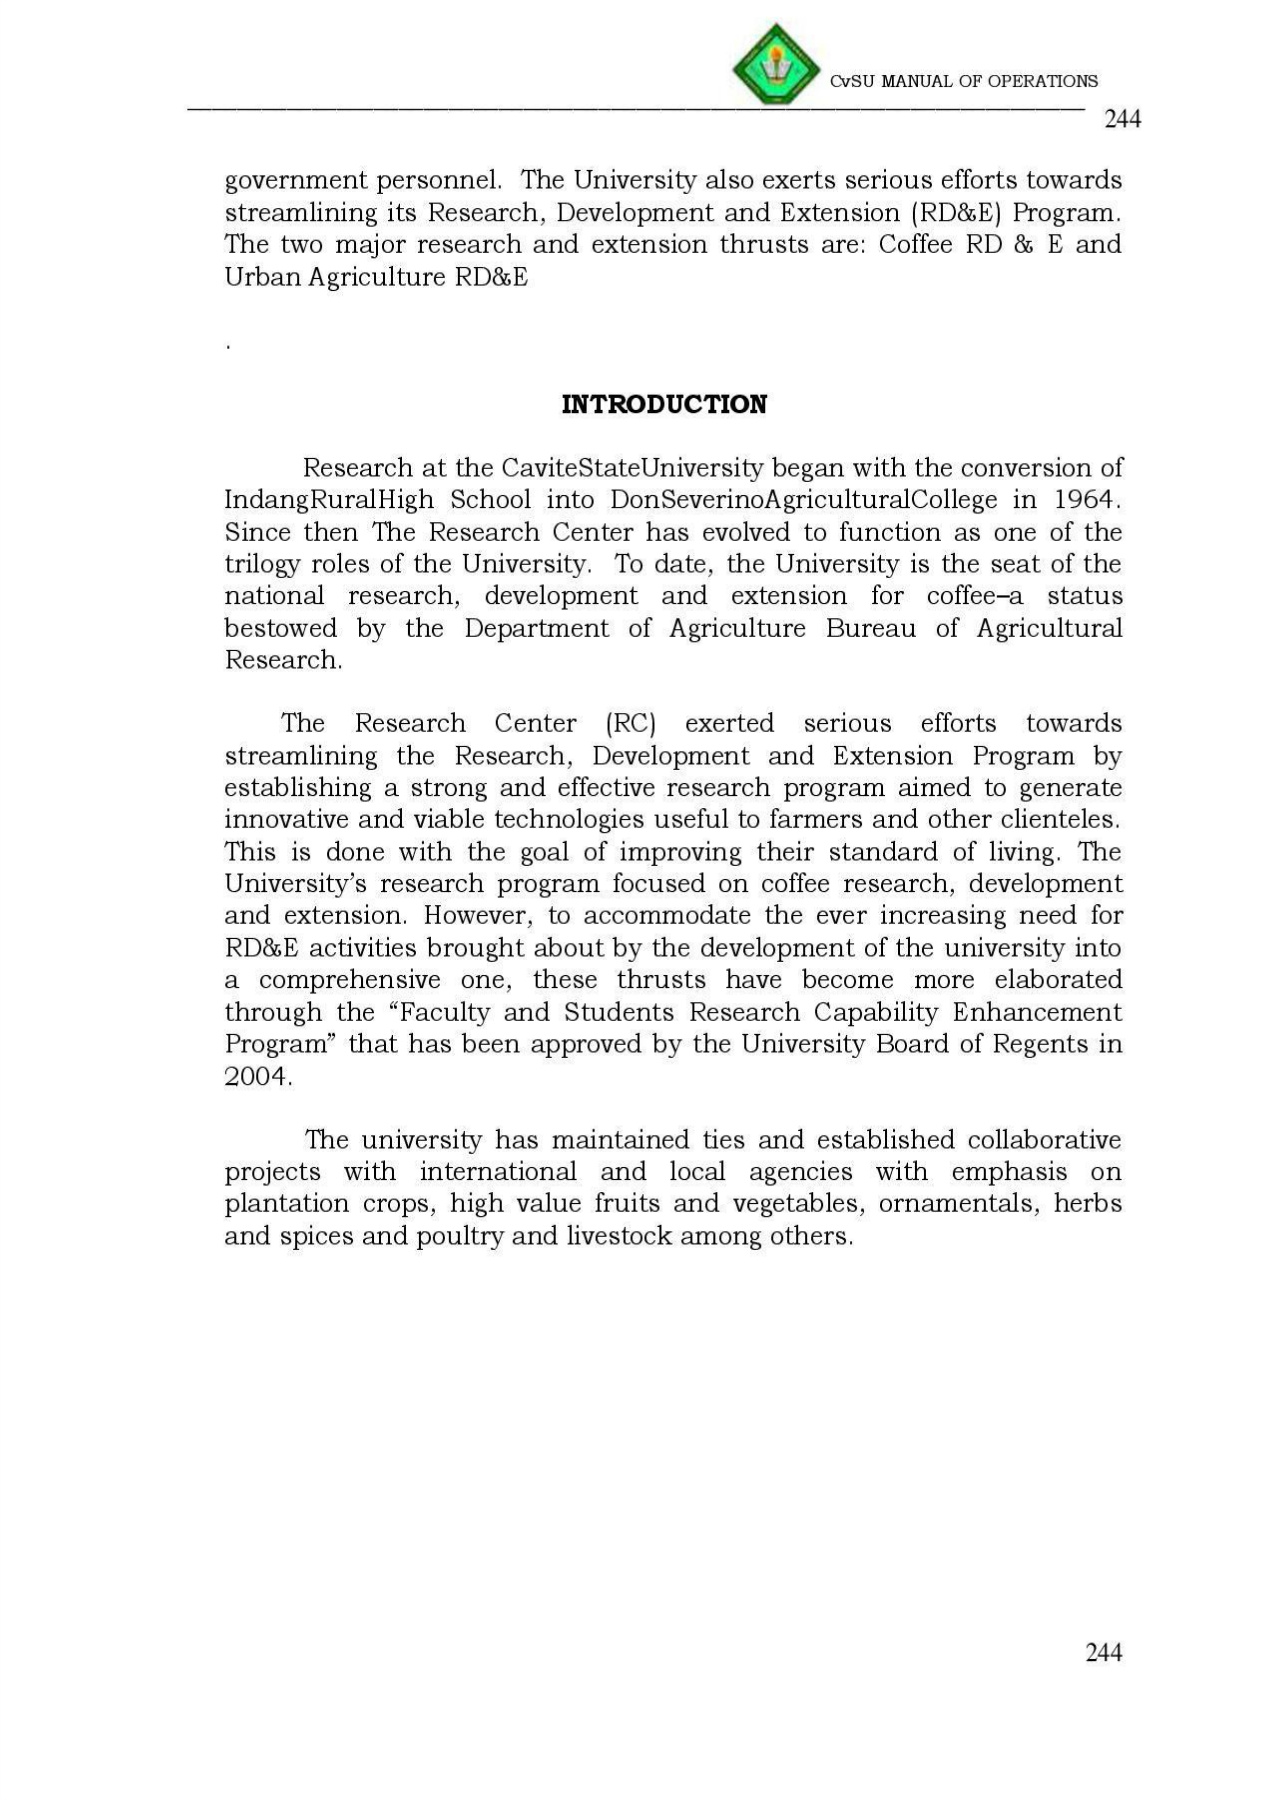 CvSU MANUAL OF OPERATIONS
244
government personnel. The University also exerts serious efforts towards
streamlining its Research, Development and Extension (RD&E) Program.
The two major research and extension thrusts are: Coffee RD & E and
Urban Agriculture RD&E
.
INTRODUCTION
Research at the CaviteStateUniversity began with the conversion of
IndangRuralHigh School into DonSeverinoAgriculturalCollege in 1964.
Since then The Research Center has evolved to function as one of the
trilogy roles of the University. To date, the University is the seat of the
national research, development and extension for coffee–a status
bestowed by the Department of Agriculture Bureau of Agricultural
Research.
The Research Center (RC) exerted serious efforts towards
streamlining the Research, Development and Extension Program by
establishing a strong and effective research program aimed to generate
innovative and viable technologies useful to farmers and other clienteles.
This is done with the goal of improving their standard of living. The
University’s research program focused on coffee research, development
and extension. However, to accommodate the ever increasing need for
RD&E activities brought about by the development of the university into
a comprehensive one, these thrusts have become more elaborated
through the “Faculty and Students Research Capability Enhancement
Program” that has been approved by the University Board of Regents in
2004.
The university has maintained ties and established collaborative
projects with international and local agencies with emphasis on
plantation crops, high value fruits and vegetables, ornamentals, herbs
and spices and poultry and livestock among others.
244